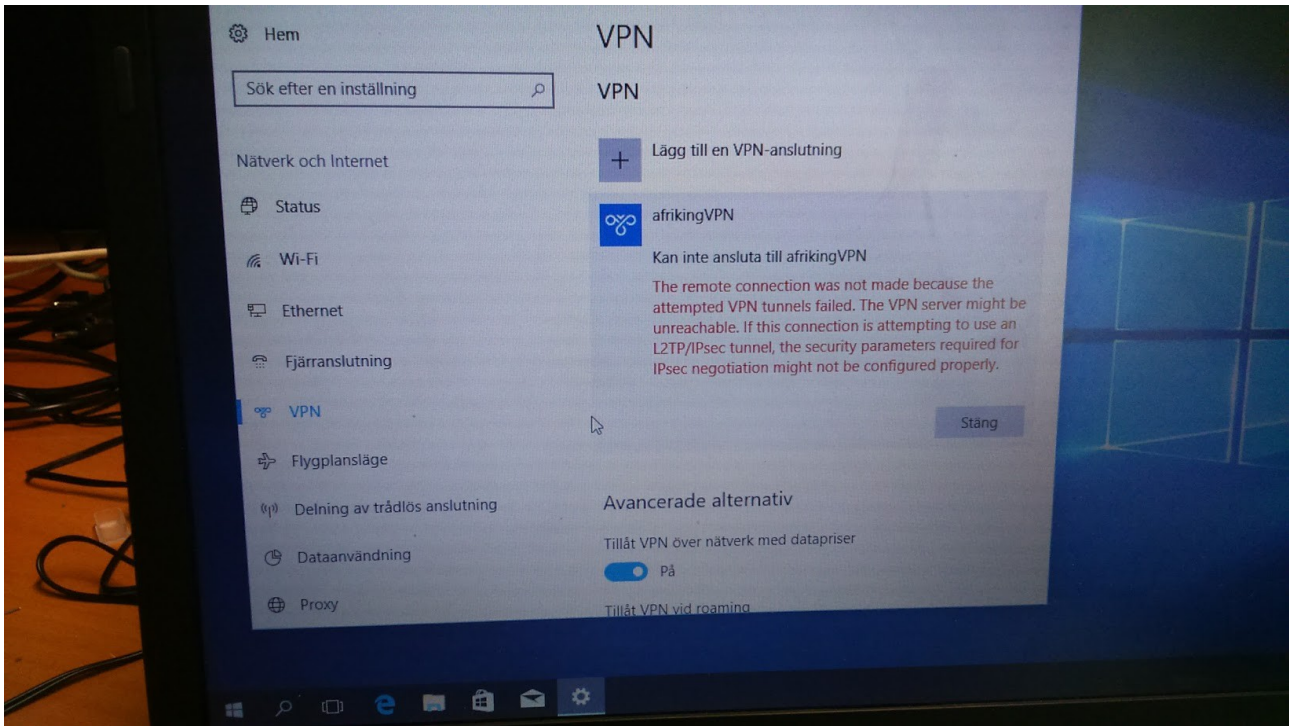 Hem
Sök efter en inställning
Nätverk och Internet
Status
Wi-Fi
Ethernet
Fjärranslutning
VPN
Flygplansläge
Delning av trådlös anslutning
Dataanvändning
Proxy
VPN
VPN
Lägg till en VPN-anslutning
afrikingVPN
Kan inte ansluta till afrikingVPN
The remote connection was not made because the
attempted VPN tunnels failed. The VPN server might be
unreachable. If this connection is attempting to use an
L2TP/IPsec tunnel, the security parameters required for
IPsec negotiation might not be configured properly.
Stäng
Avancerade alternativ
Tillåt VPN över nätverk med datapriser
På
Tillåt VPN vid roaming